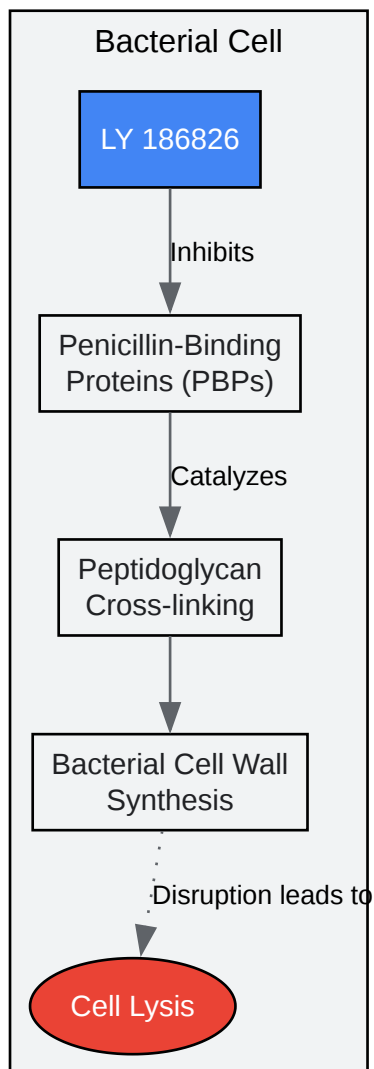 Bacterial Cell
LY 186826
Inhibits
Penicillin-Binding
Proteins (PBPs)
Catalyzes
Peptidoglycan
Cross-linking
Bacterial Cell Wall
Synthesis
Disruption leads to
Cell Lysis